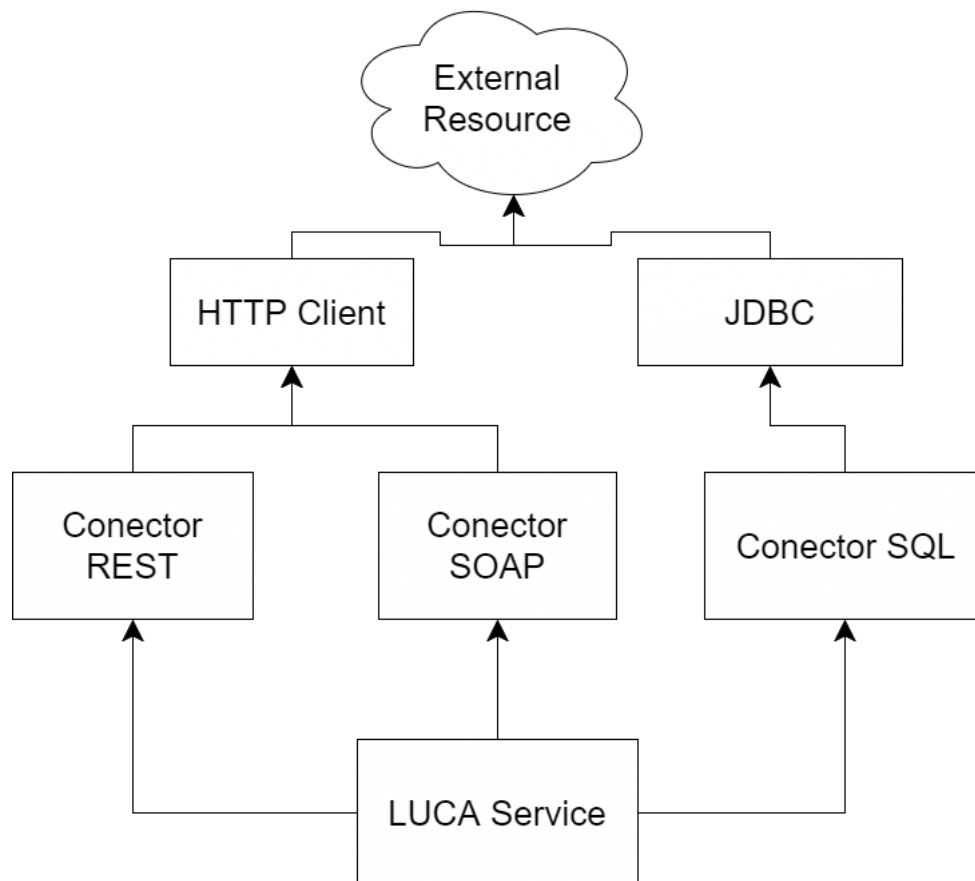 External
Resource
HTTP Client
JDBC
Conector
REST
Conector
SOAP
Conector SQL
LUCA Service